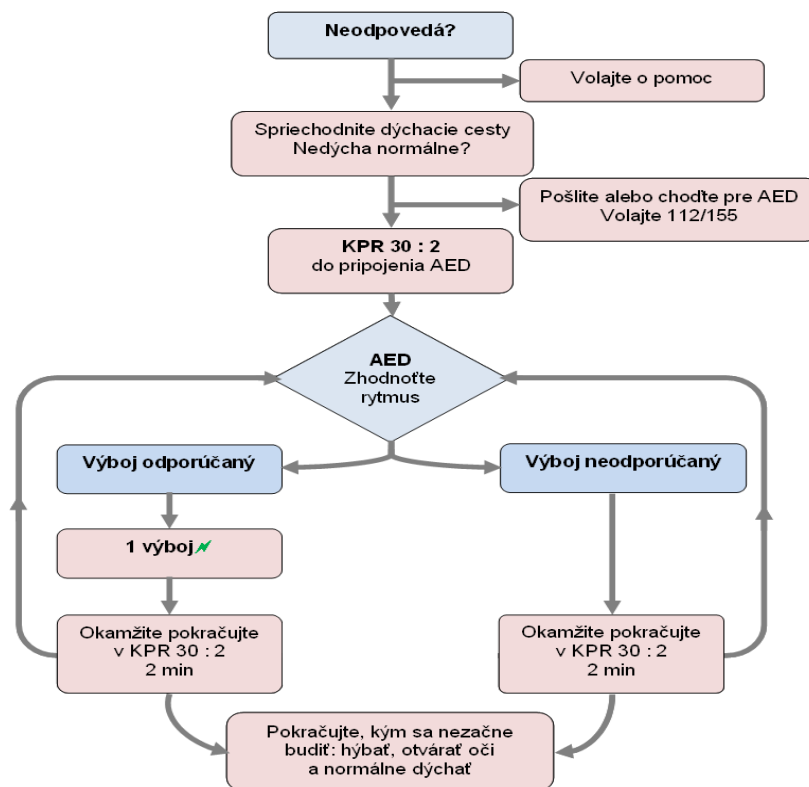 Neodpovedá?
Volajte o pomoc
Spriechodnite dýchacie cesty
Nedýcha normálne?
Pošlite alebo choďte pre AED
Volajte 112/155
KPR 30 : 2
do pripojenia AED
AED
Zhodnoťte
rytmus
Výboj odporúčaný
Výboj neodporúčaný
1 výboj
Okamžite pokračujte
v KPR 30 : 2
2 min
Okamžite pokračujte
v KPR 30 : 2
2 min
Pokračujte, kým sa nezačne
budiť: hýbať, otvárať oči
a normálne dýchať